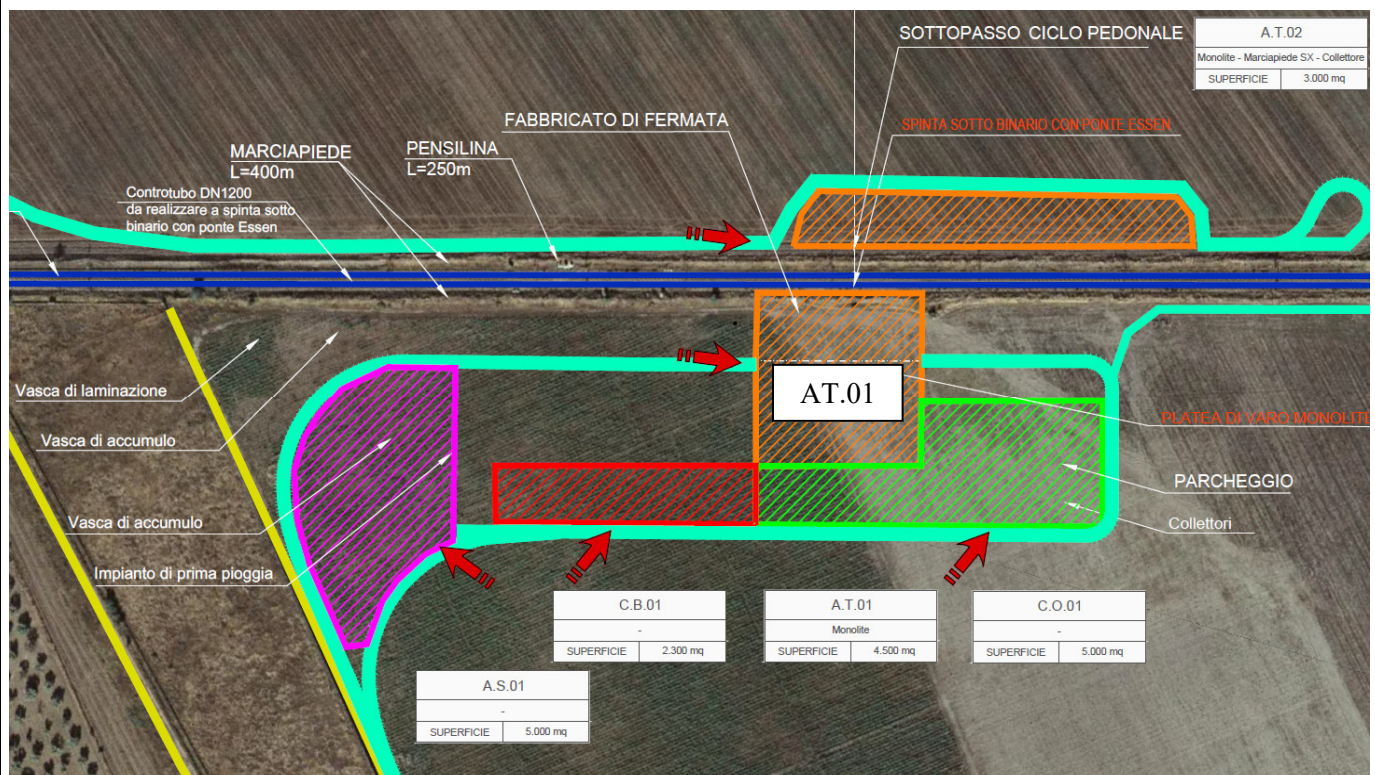 SOTTOPASSO CICLO PEDONALE
A.T.02
Monolite - Marciapiede SX - Collettore
SUPERFICIE 3.000 mq
FABBRICATO DI FERMATA
SPINTA SOTTO BINARIO CON PONTE ESSEN
MARCIAPIEDE
L=400m
PENSILINA
L=250m
Controtubo DN1200
da realizzare a spinta sotto
binario con ponte Essen
Vasca di laminazione
AT.01
Vasca di accumulo
PLATEA DI VARO MONOLITE
PARCHEGGIO
Vasca di accumulo
Collettori
Impianto di prima pioggia
C.B.01
-
SUPERFICIE 2.300 mq
A.T.01
Monolite
SUPERFICIE 4.500 mq
C.O.01
-
SUPERFICIE 5.000 mq
A.S.01
-
SUPERFICIE 5.000 mq